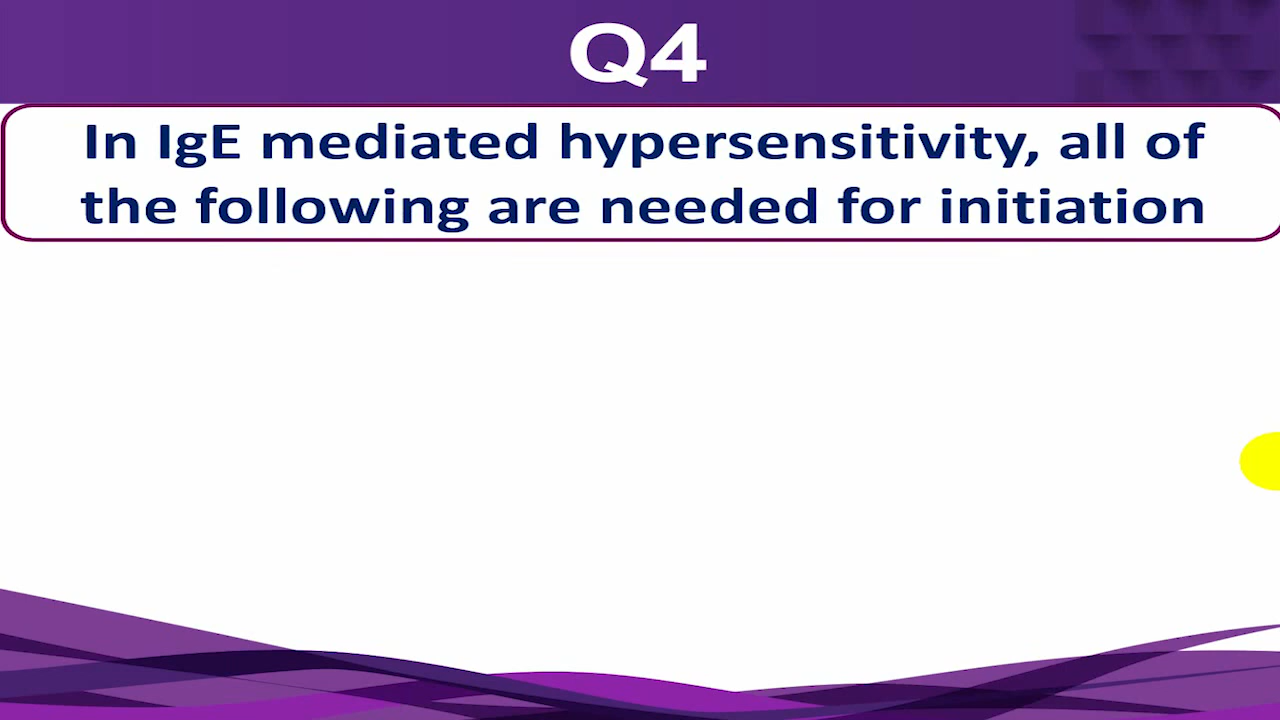 Q4
In IgE mediated hypersensitivity, all of
the following are needed for initiation